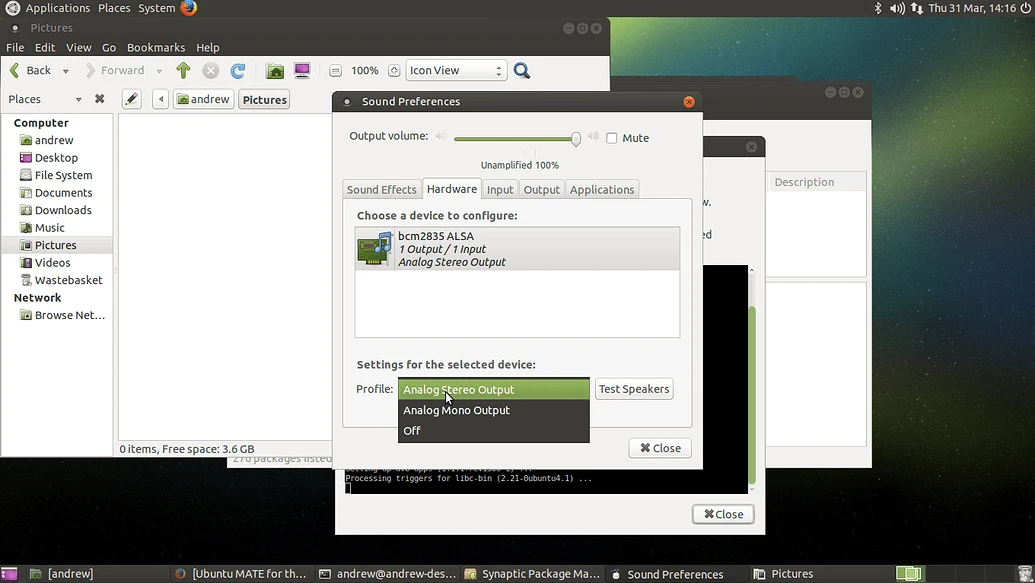 Applications Places System
Thu 31 Mar, 14:16
Pictures
File Edit View Go Bookmarks Help
Back Forward 100% Icon View
Places andrew Pictures
Computer
andrew
Desktop
File System
Documents
Downloads
Music
Pictures
Videos
Wastebasket
Network
Browse Net...
0 items, Free space: 3.6 GB
276 packages listed
Sound Preferences
Output volume: Mute
Unamplified 100%
Sound Effects Hardware Input Output Applications
Choose a device to configure:
bcm2835 ALSA
1 Output / 1 Input
Analog Stereo Output
Settings for the selected device:
Profile: Analog Stereo Output Test Speakers
Analog Mono Output
Off
Close
Description
w.
ed
Processing triggers for libc-bin (2.21-0ubuntu4.1) ...
Close
[andrew] [Ubuntu MATE for th... andrew@andrew-des... Synaptic Package Ma... Sound Preferences Pictures